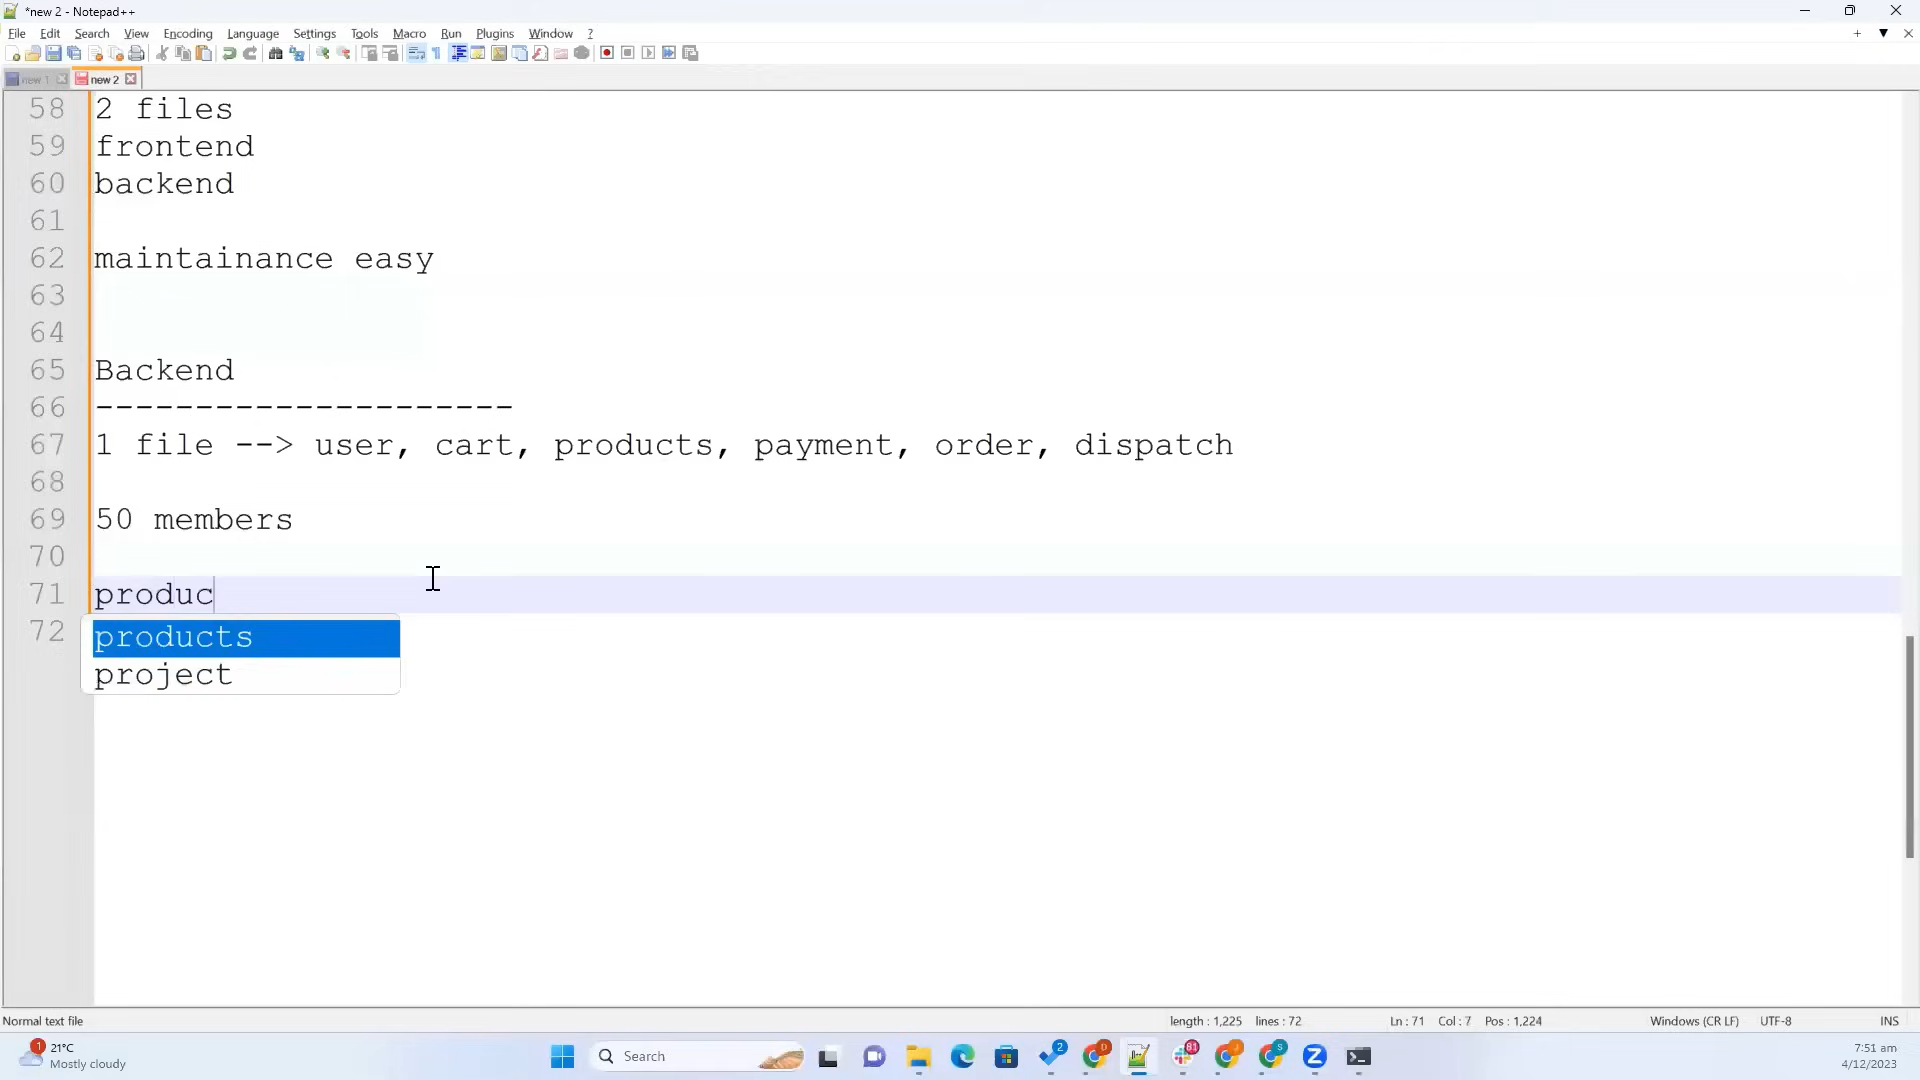 *new 2 - Notepad++
File Edit Search View Encoding Language Settings Tools Macro Run Plugins Window ?
new 1 new 2
58 2 files
59 frontend
60 backend
61
62 maintainance easy
63
64
65 Backend
66 ---------------------
67 1 file --> user, cart, products, payment, order, dispatch
68
69 50 members
70
71 produc
72
products
project
Normal text file length : 1,225 lines : 72 Ln : 71 Col : 7 Pos : 1,224 Windows (CR LF) UTF-8 INS
1 21°C
Mostly cloudy
Search
2 D 81 J S
7:51 am
4/12/2023